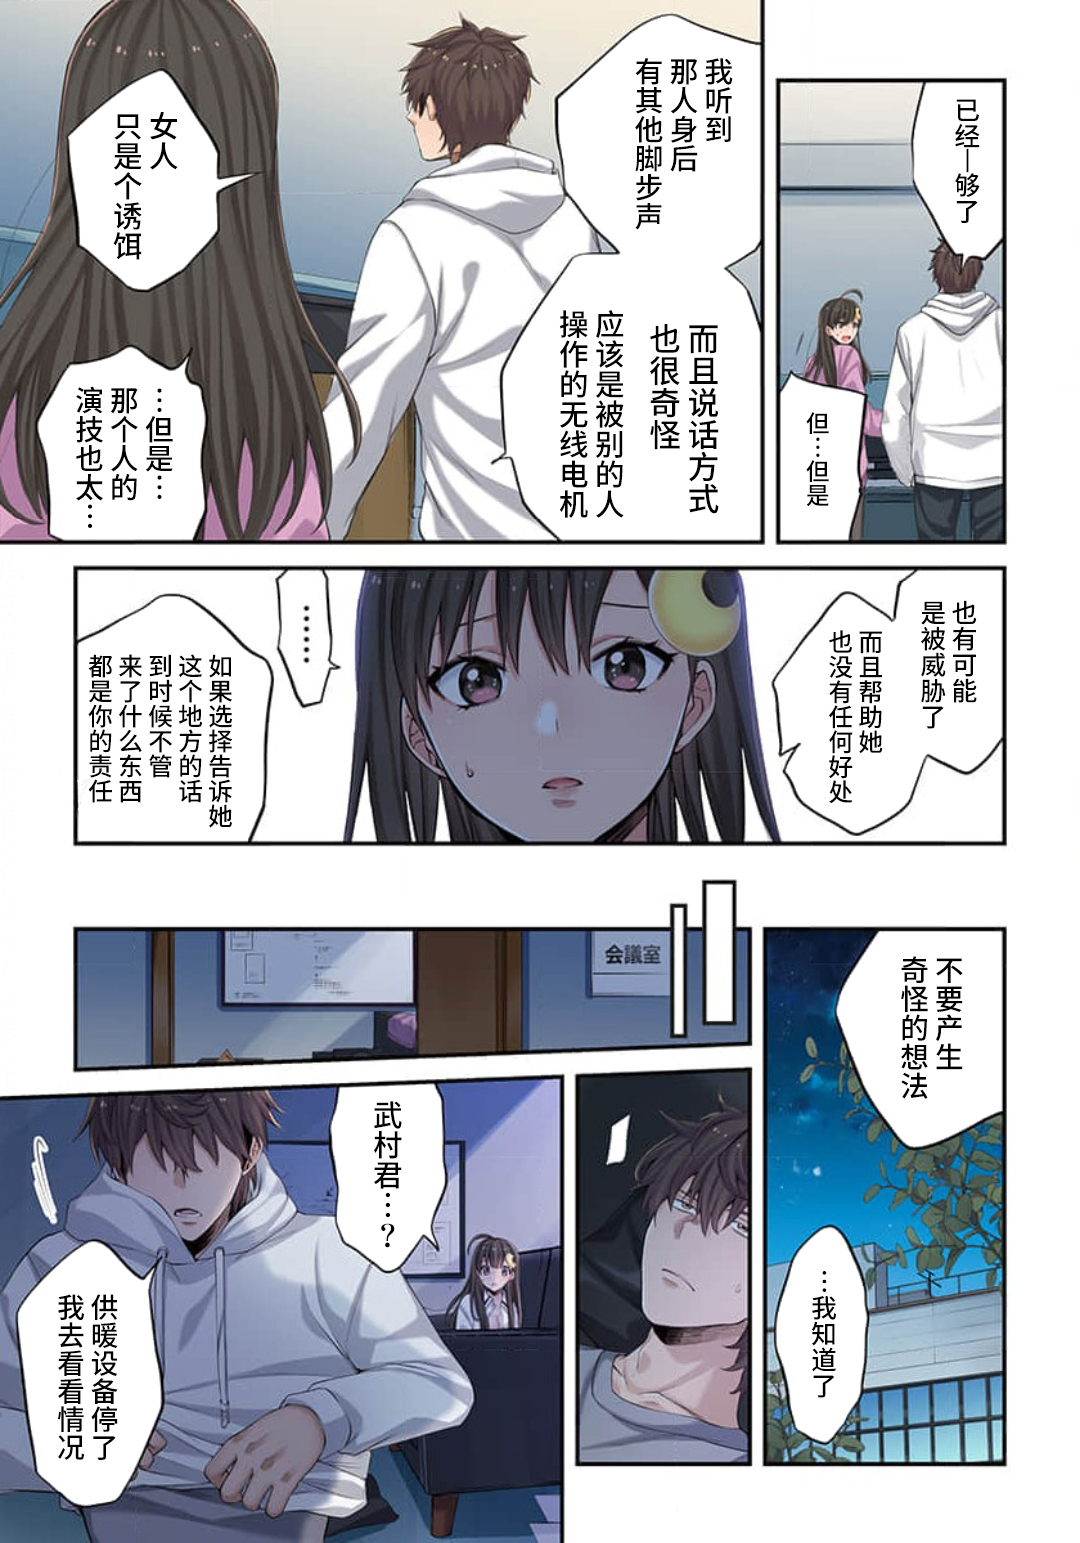 已经—够了
但…但是
我听到
那人身后
有其他脚步声
而且说话方式
也很奇怪
应该是被别的人
操作的无线电机
女人
只是个诱饵
…但是…
那个人的
演技也太…
也有可能
是被威胁了
而且帮助她
也没有任何好处
……
如果选择告诉她
这个地方的话
到时候不管
来了什么东西
都是你的责任
不要产生
奇怪的想法
…我知道了
会議室
武村君…?
供暖设备停了
我去看看情况